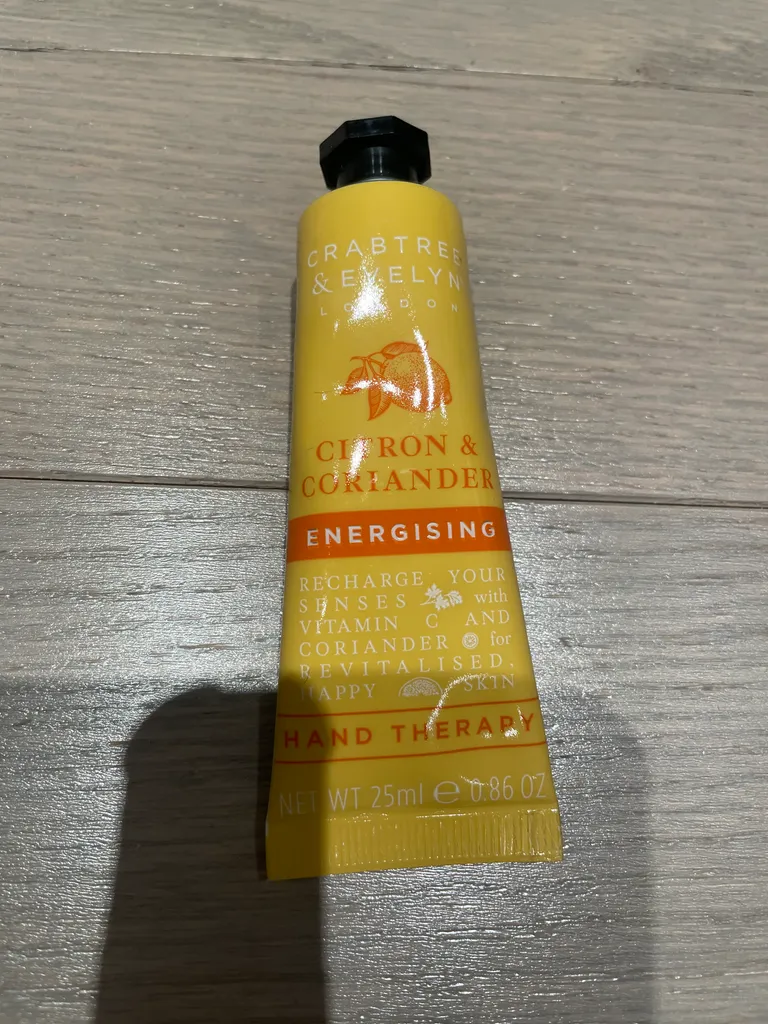 CRABTREE
& EVELYN
LONDON
CITRON &
CORIANDER
ENERGISING
RECHARGE YOUR
SENSES with
VITAMIN C AND
CORIANDER for
REVITALISED,
HAPPY SKIN
HAND THERAPY
NET WT 25ml ℮ 0.86 OZ